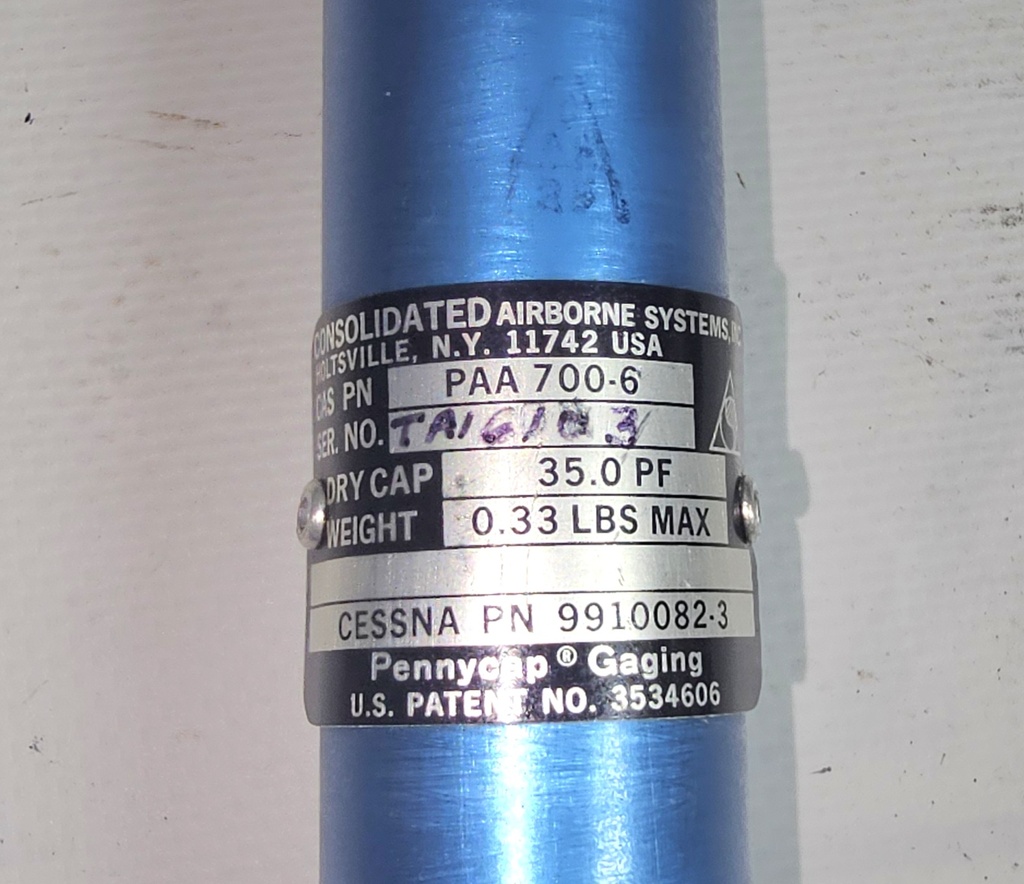 CONSOLIDATED AIRBORNE SYSTEMS, INC
HOLTSVILLE, N.Y. 11742 USA
CAS PN PAA 700-6
SER. NO.
DRY CAP 35.0 PF
WEIGHT 0.33 LBS MAX
CESSNA PN 9910082-3
Pennycap® Gaging
U.S. PATENT NO. 3534606